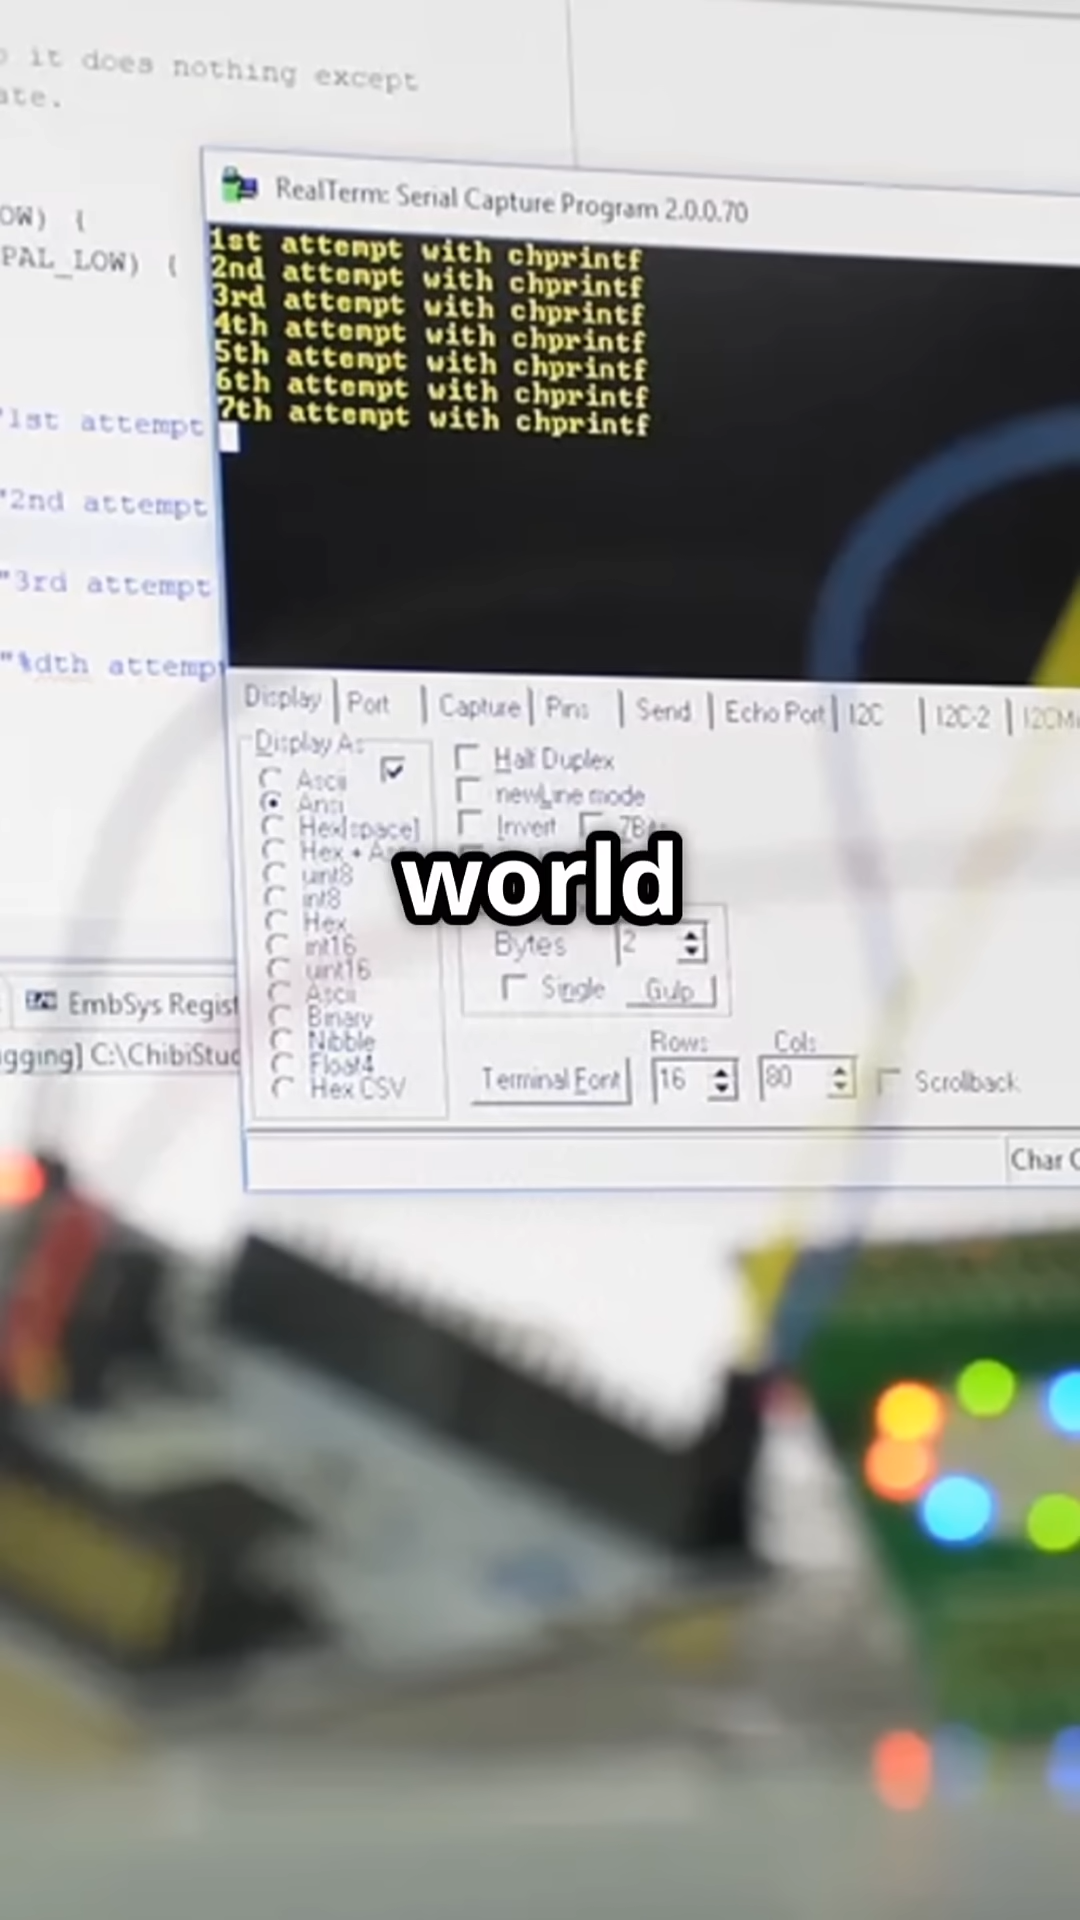 it does nothing except
ate.
OW) {
PAL_LOW) {
"1st attempt
"2nd attempt
"3rd attempt
"%dth attemp
RealTerm: Serial Capture Program 2.0.0.70
1st attempt with chprintf
2nd attempt with chprintf
3rd attempt with chprintf
4th attempt with chprintf
5th attempt with chprintf
6th attempt with chprintf
7th attempt with chprintf
Display Port Capture Pins Send Echo Port I2C I2C-2
Display As
Ascii
Ansi
Hex[space]
Hex +
uint8
int8
Hex
int16
uint16
Ascii
Binary
Nibble
Float4
Hex CSV
Half Duplex
newLine mode
Invert
world
Bytes 2
Single Gulp
Rows Cols
Terminal Font 16 80 Scrollback
Char
EmbSys Regist
gging] C:\ChibiStud